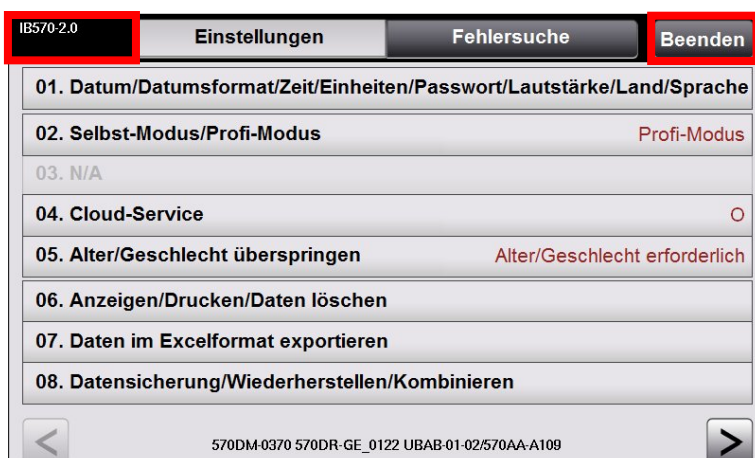 IB570-2.0
Einstellungen
Fehlersuche
Beenden
01. Datum/Datumsformat/Zeit/Einheiten/Passwort/Lautstärke/Land/Sprache
02. Selbst-Modus/Profi-Modus Profi-Modus
03. N/A
04. Cloud-Service O
05. Alter/Geschlecht überspringen Alter/Geschlecht erforderlich
06. Anzeigen/Drucken/Daten löschen
07. Daten im Excelformat exportieren
08. Datensicherung/Wiederherstellen/Kombinieren
< 570DM-0370 570DR-GE_0122 UBAB-01-02/570AA-A109 >